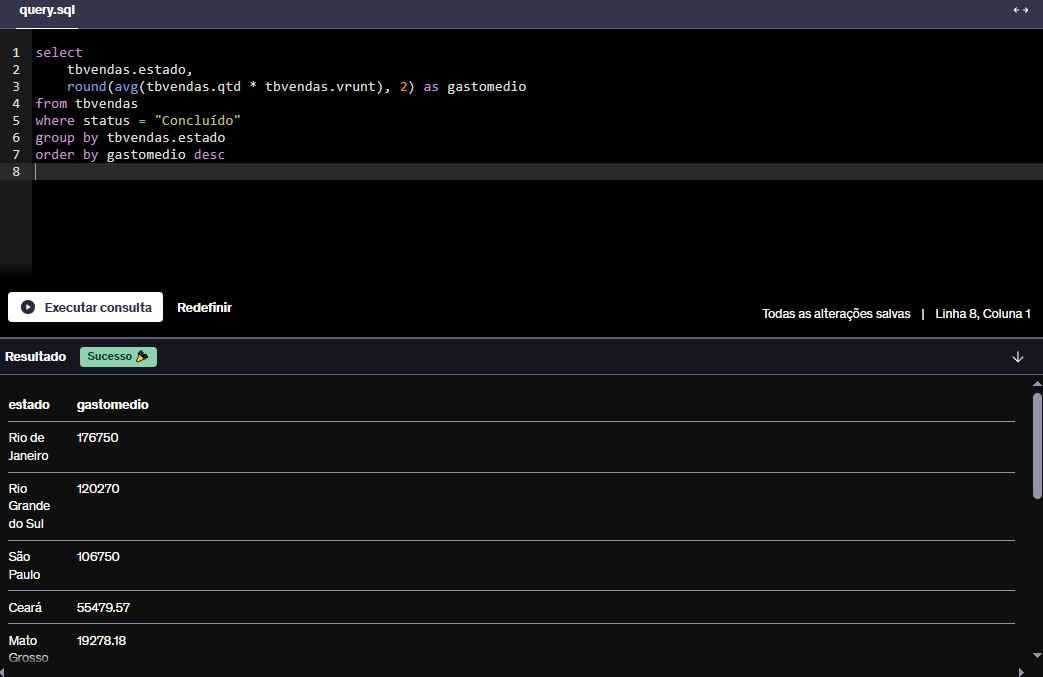 query.sql
1 select
2     tbvendas.estado,
3     round(avg(tbvendas.qtd * tbvendas.vrunt), 2) as gastomedio
4 from tbvendas
5 where status = "Concluído"
6 group by tbvendas.estado
7 order by gastomedio desc
8
Executar consulta Redefinir
Todas as alterações salvas | Linha 8, Coluna 1
Resultado Sucesso
estado gastomedio
Rio de 176750
Janeiro
Rio 120270
Grande
do Sul
São 106750
Paulo
Ceará 55479.57
Mato 19278.18
Grosso